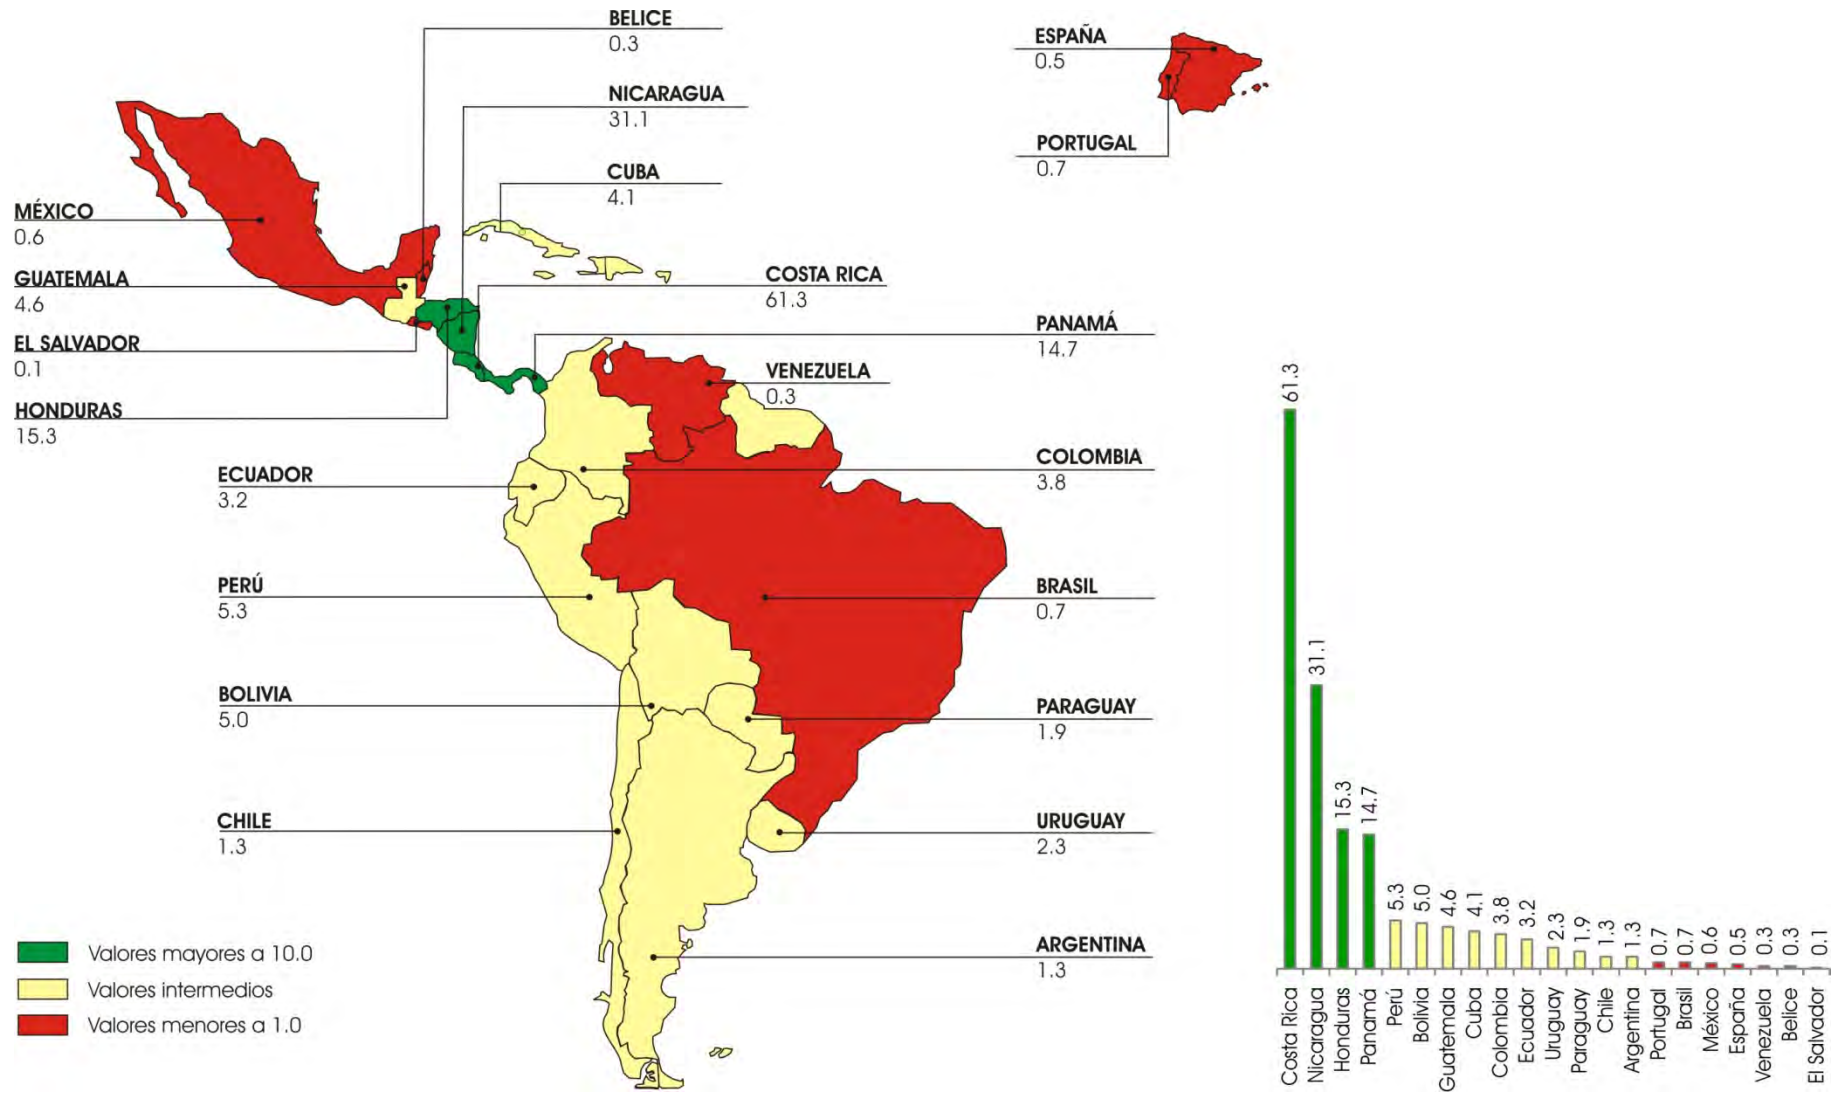 BELICE
0.3
NICARAGUA
31.1
CUBA
4.1
ESPAÑA
0.5
PORTUGAL
0.7
MÉXICO
0.6
GUATEMALA
4.6
EL SALVADOR
0.1
HONDURAS
15.3
COSTA RICA
61.3
PANAMÁ
14.7
VENEZUELA
0.3
COLOMBIA
3.8
ECUADOR
3.2
PERÚ
5.3
BRASIL
0.7
BOLIVIA
5.0
PARAGUAY
1.9
CHILE
1.3
URUGUAY
2.3
ARGENTINA
1.3
Valores mayores a 10.0
Valores intermedios
Valores menores a 1.0
61.3
31.1
15.3
14.7
5.3
5.0
4.6
4.1
3.8
3.2
2.3
1.9
1.3
1.3
0.7
0.7
0.6
0.5
0.3
0.3
0.1
Costa Rica
Nicaragua
Honduras
Panamá
Perú
Bolivia
Guatemala
Cuba
Colombia
Ecuador
Uruguay
Paraguay
Chile
Argentina
Portugal
Brasil
México
España
Venezuela
Belice
El Salvador